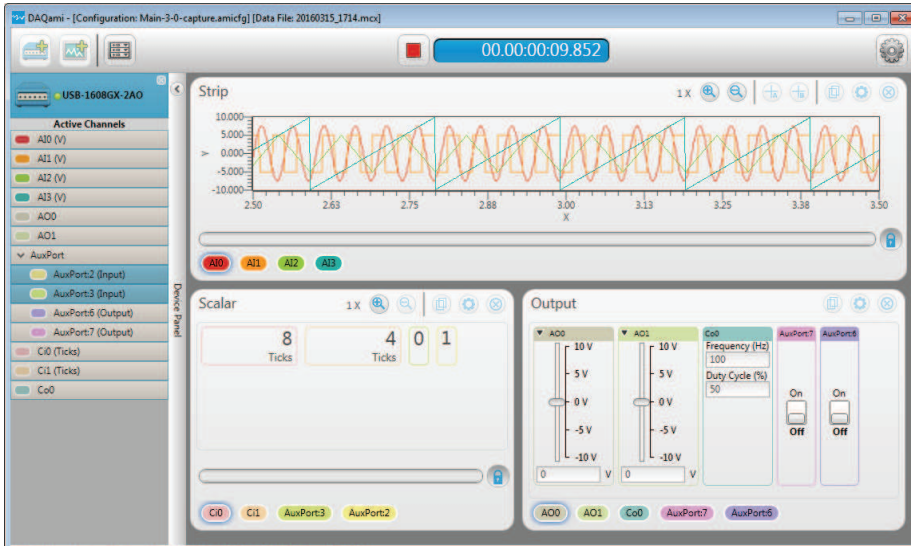 DAQami - [Configuration: Main-3-0-capture.amicfg] [Data File: 20160315_1714.mcx]
00.00:00:09.852
USB-1608GX-2AO
Active Channels
AI0 (V)
AI1 (V)
AI2 (V)
AI3 (V)
AO0
AO1
AuxPort
AuxPort:2 (Input)
AuxPort:3 (Input)
AuxPort:6 (Output)
AuxPort:7 (Output)
Ci0 (Ticks)
Ci1 (Ticks)
Co0
Device Panel
Strip
1 X
10.000
5.000
0.000
-5.000
-10.000
V
2.50 2.63 2.75 2.88 3.00 3.13 3.25 3.38 3.50
X
AI0 AI1 AI2 AI3
Scalar
1 X
8 4 0 1
Ticks Ticks
Ci0 Ci1 AuxPort:3 AuxPort:2
Output
AO0 AO1 Co0 AuxPort:7 AuxPort:6
10 V 10 V Frequency (Hz)
100
5 V 5 V Duty Cycle (%)
50
0 V 0 V On On
-5 V -5 V Off Off
-10 V -10 V
0 V 0 V
AO0 AO1 Co0 AuxPort:7 AuxPort:6